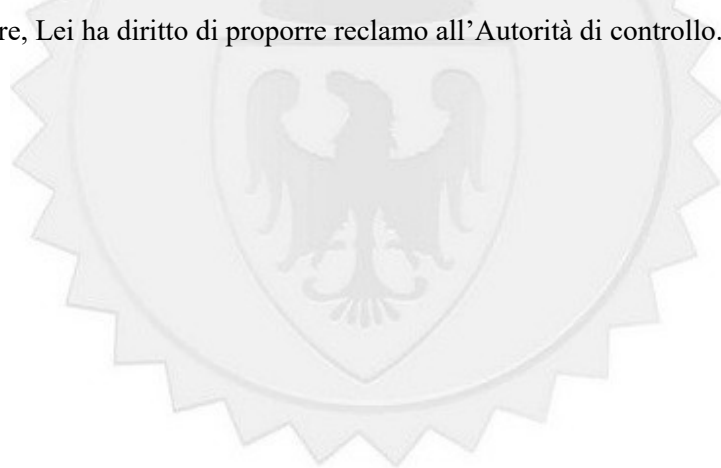 re, Lei ha diritto di proporre reclamo all’Autorità di controllo.